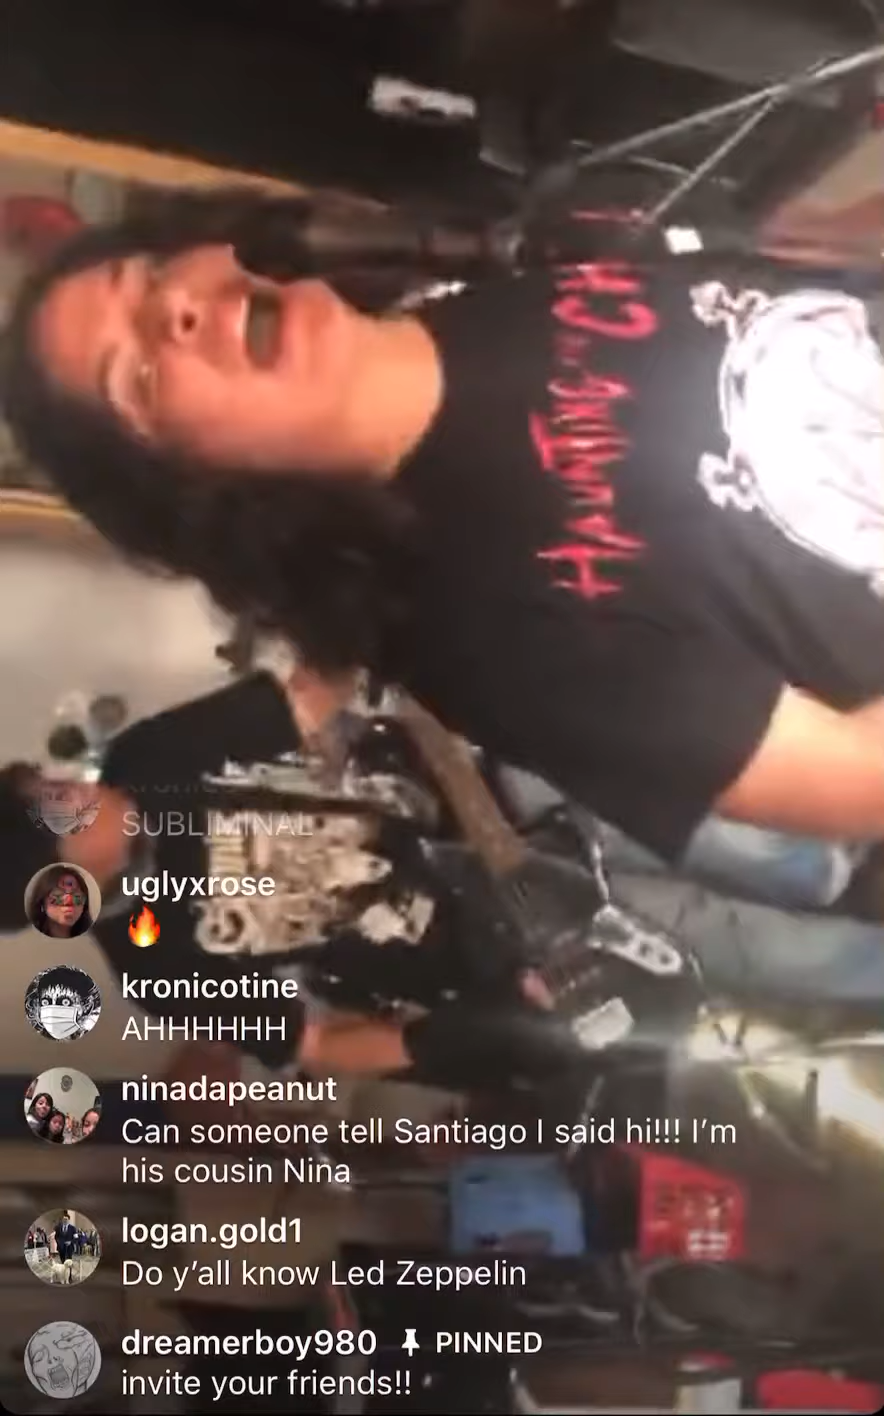 HAUNTING THE CHAPEL
SUBLIMINAL
uglyxrose
🔥
kronicotine
AHHHHHH
ninadapeanut
Can someone tell Santiago I said hi!!! I’m
his cousin Nina
logan.gold1
Do y’all know Led Zeppelin
dreamerboy980 PINNED
invite your friends!!